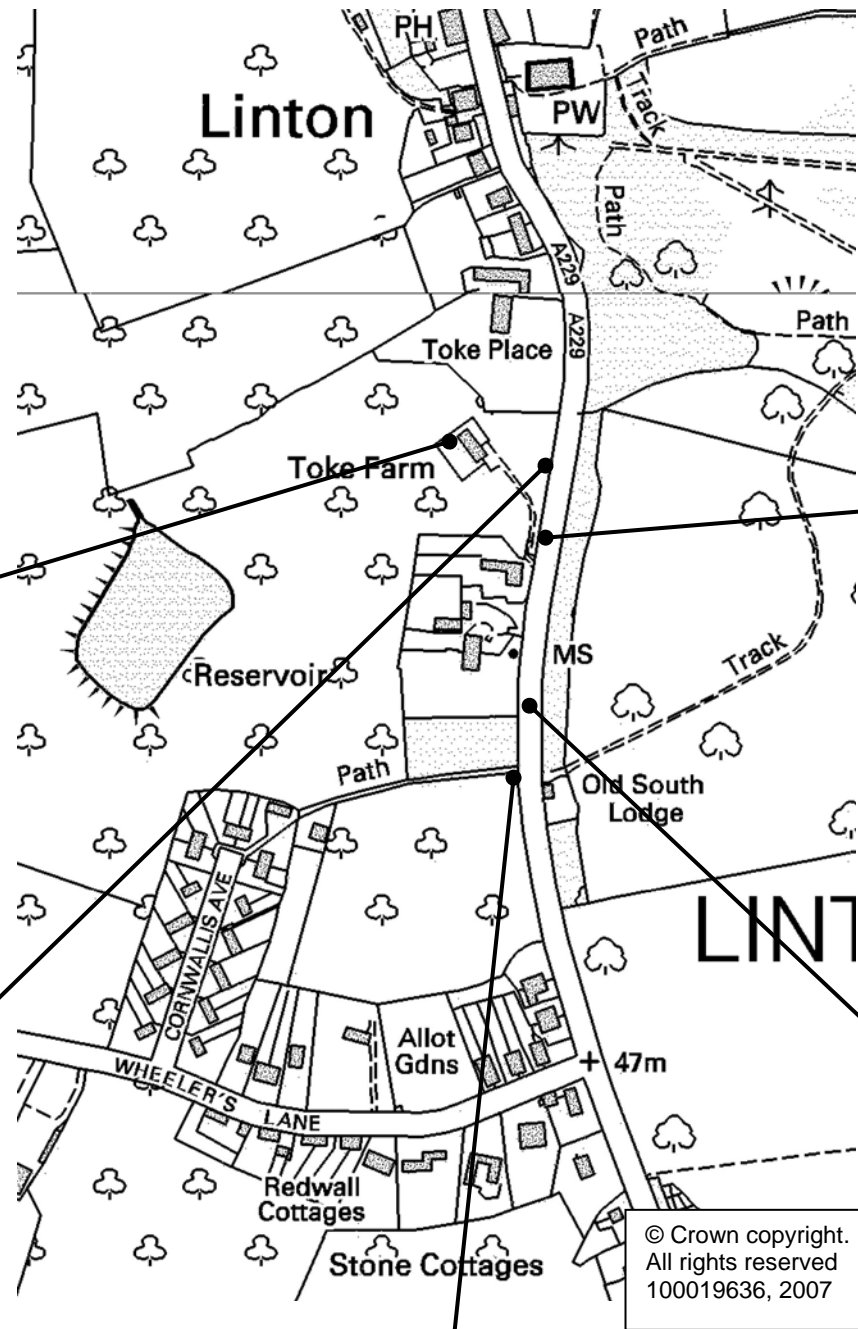 PH
Path
Linton
PW
Track
Path
A229
A229
Path
Toke Place
Toke Farm
MS
Reservoir
Track
Path
Old South
Lodge
CORNWALLIS AVE
LINT
Allot
Gdns
47m
WHEELER'S LANE
Redwall
Cottages
Stone Cottages
© Crown copyright.
All rights reserved
100019636, 2007